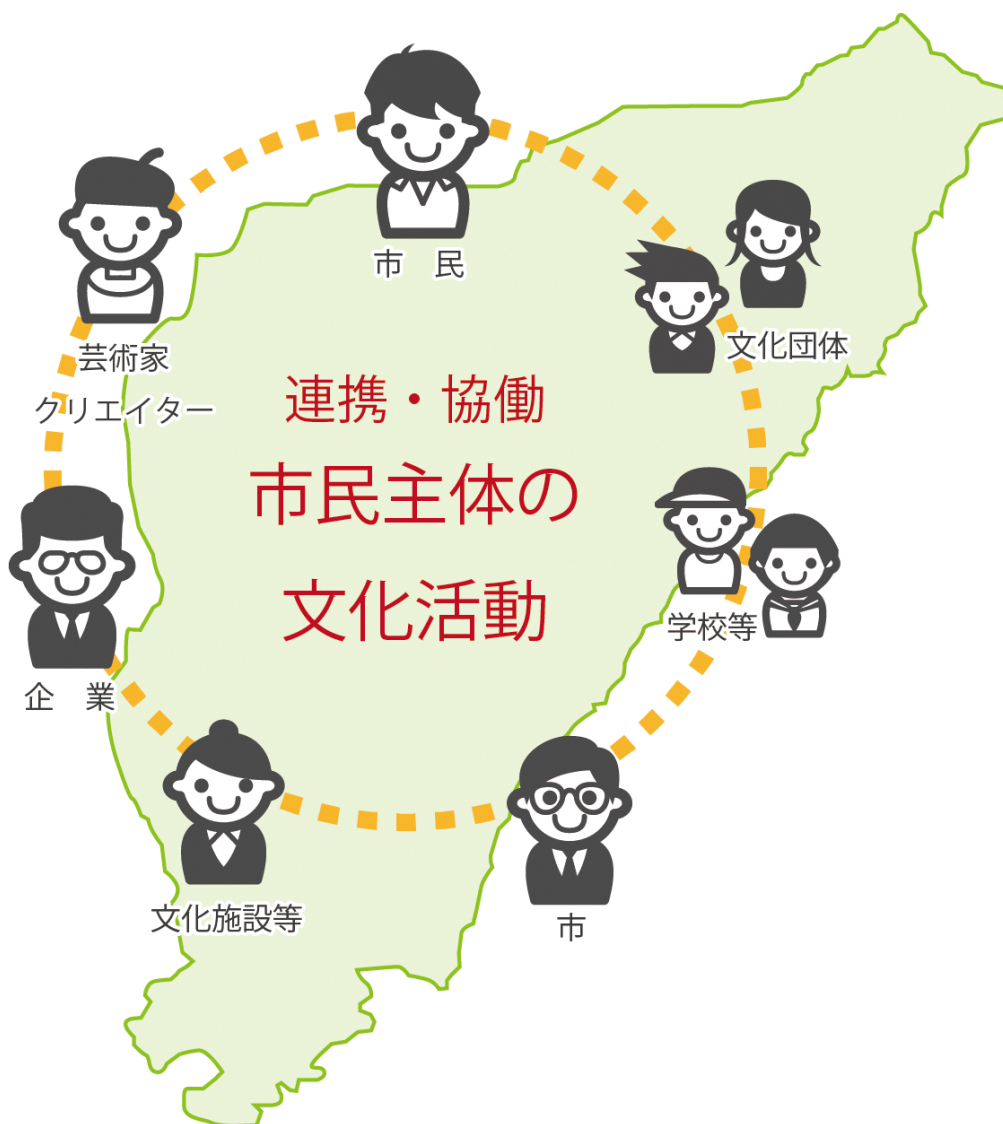 市　民
芸術家
クリエイター
文化団体
連携・協働
市民主体の
文化活動
学校等
企　業
文化施設等
市